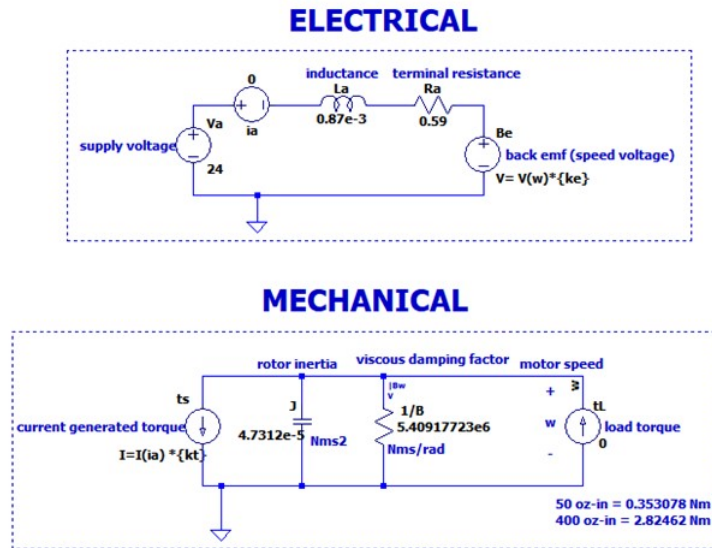 ELECTRICAL
inductance
terminal resistance
0
La
Ra
+
-
0.87e-3
0.59
Va
ia
Be
supply voltage
+
-
+
-
back emf (speed voltage)
24
V= V(w)*{ke}
MECHANICAL
rotor inertia
viscous damping factor
motor speed
ts
J
|Bw
V
+
w
tL
1/B
current generated torque
4.7312e-5
5.40917723e6
w
load torque
I=I(ia) *{kt}
Nms2
Nms/rad
-
0
50 oz-in = 0.353078 Nm
400 oz-in = 2.82462 Nm